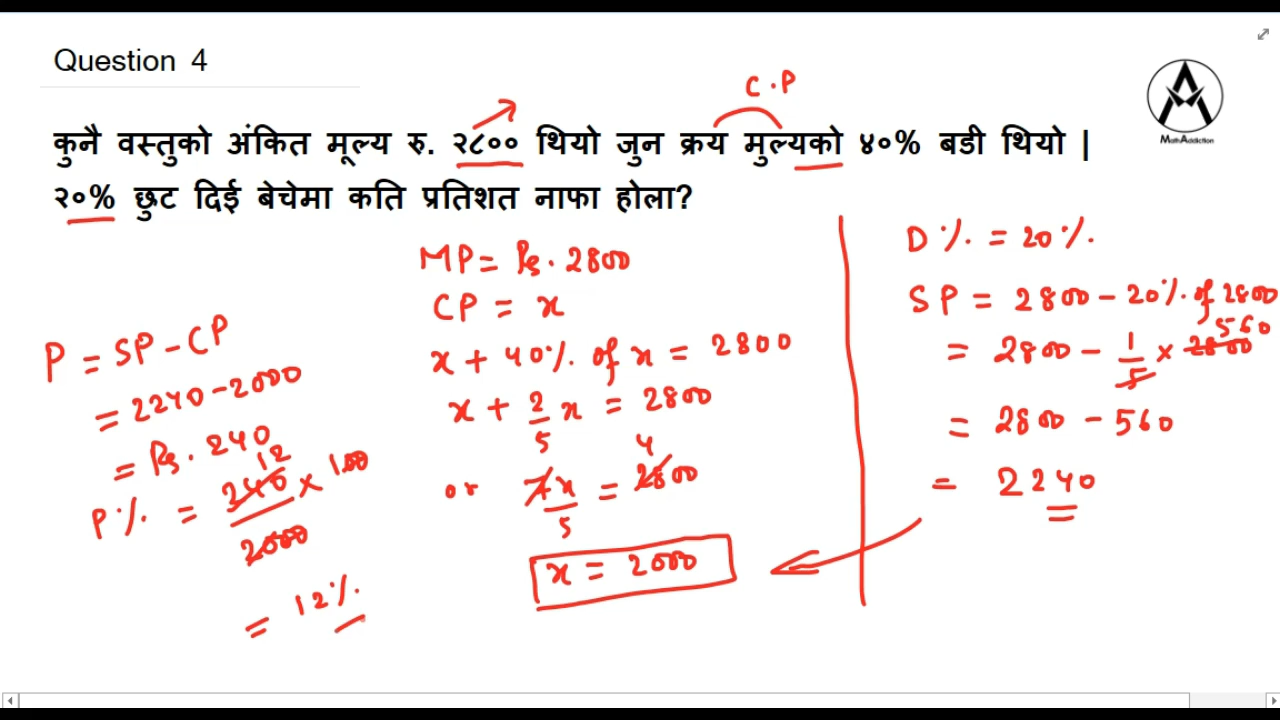 Question 4
कुनै वस्तुको अंकित मूल्य रु. २८०० थियो जुन क्रय मुल्यको ४०% बडी थियो |
२०% छुट दिई बेचेमा कति प्रतिशत नाफा होला?
C.P
MathAddiction
MP = Rs. 2800
CP = x
x + 40% of x = 2800
x + 2/5 x = 2800
4
or 7x/5 = 2800
x = 2000
D% = 20%.
SP = 2800 - 20% of 2800
560
= 2800 - 1/5 × 2800
= 2800 - 560
= 2240
P = SP - CP
= 2240 - 2000
= Rs. 240
12
P% = 240/2000 × 100
= 12%